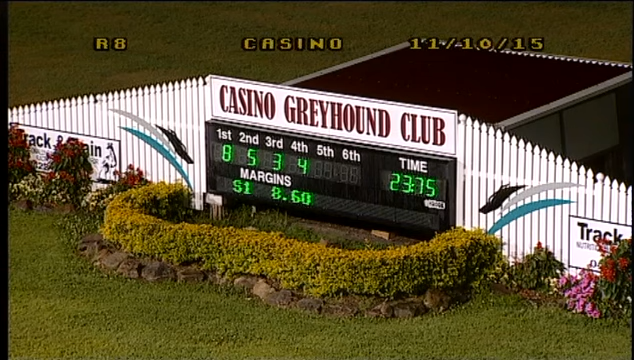 R8 CASINO 11/10/15
CASINO GREYHOUND CLUB
1st 2nd 3rd 4th 5th 6th
8 5 3 4
TIME
23:75
MARGINS
S1 8.60
Track &
Track